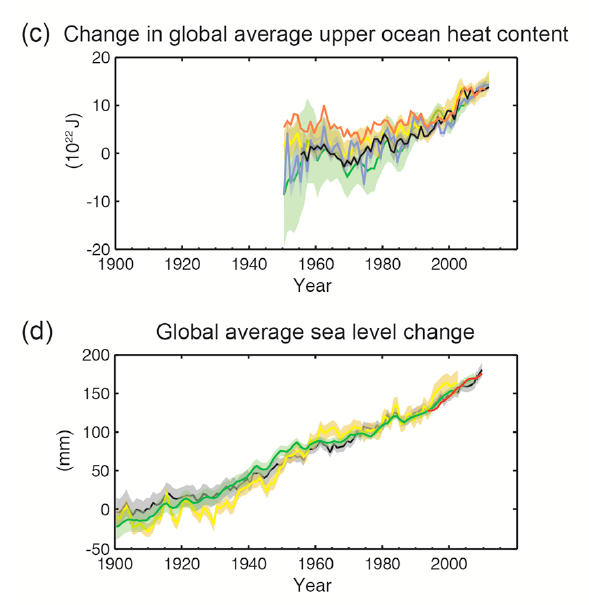 (c) Change in global average upper ocean heat content
20
10
0
-10
-20
(10²² J)
1900 1920 1940 1960 1980 2000
Year
(d) Global average sea level change
200
150
100
50
0
-50
(mm)
1900 1920 1940 1960 1980 2000
Year